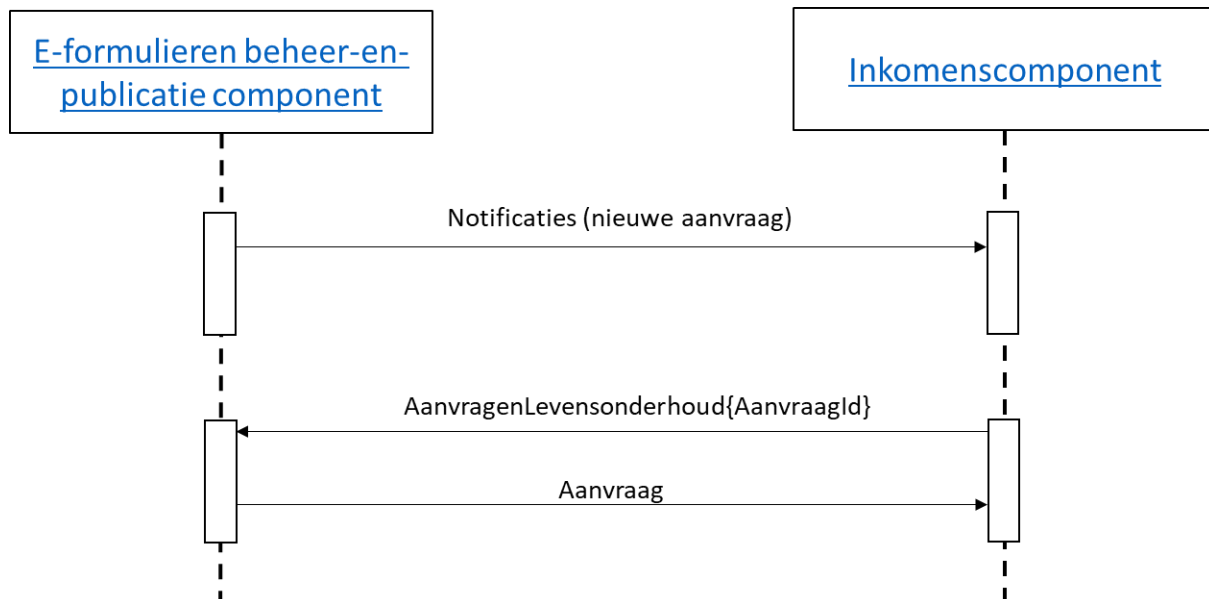 E-formulieren beheer-en-
publicatie component
Inkomenscomponent
Notificaties (nieuwe aanvraag)
AanvragenLevensonderhoud{AanvraagId}
Aanvraag